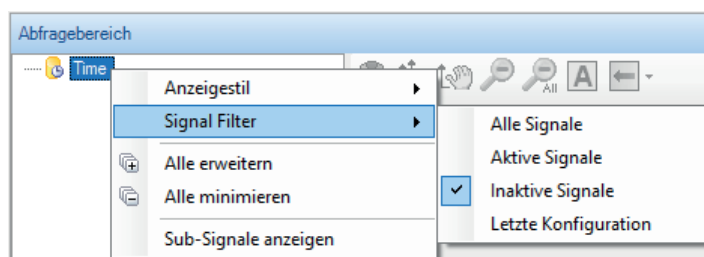 Abfragebereich
Time
All
A
Anzeigestil
Signal Filter
Alle erweitern
Alle minimieren
Sub-Signale anzeigen
Alle Signale
Aktive Signale
Inaktive Signale
Letzte Konfiguration